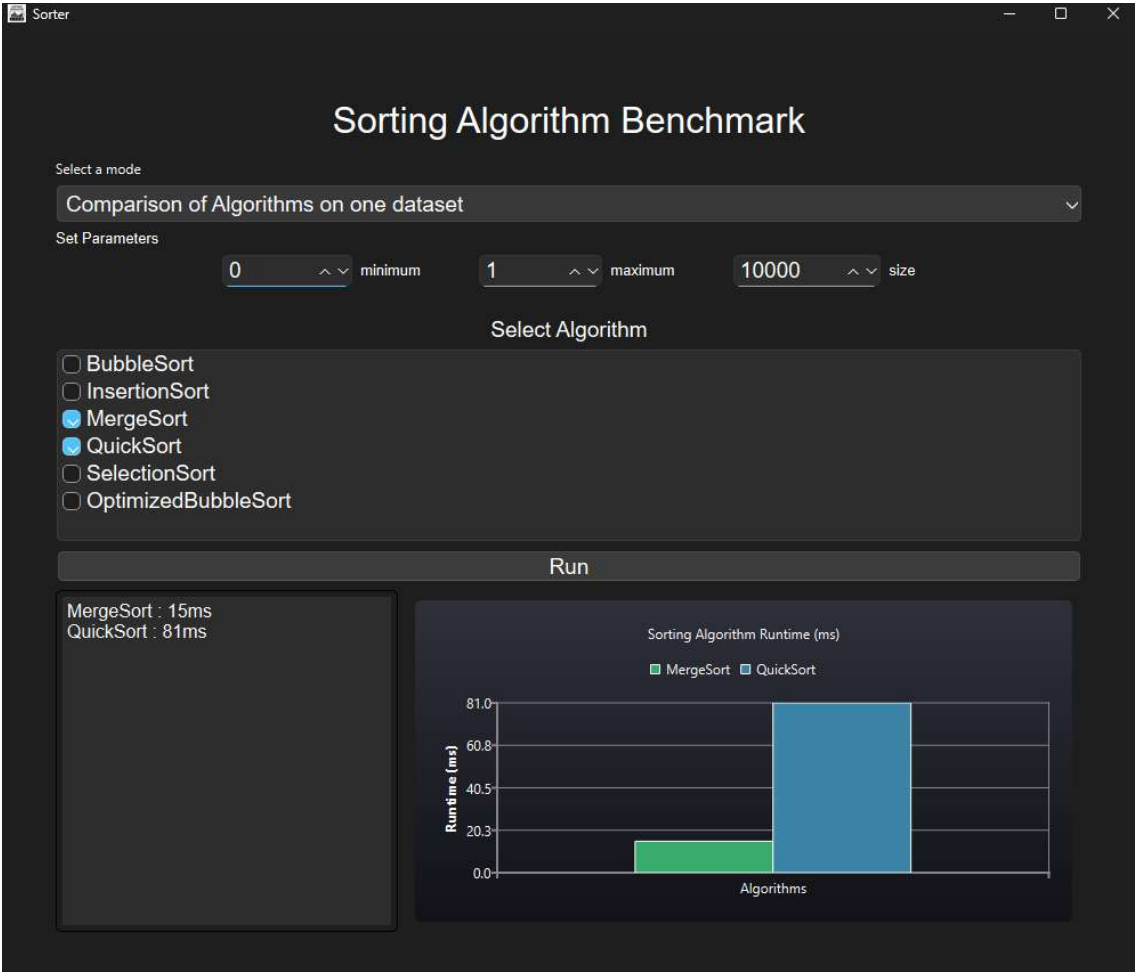 Sorter
Sorting Algorithm Benchmark
Select a mode
Comparison of Algorithms on one dataset
Set Parameters
0 minimum 1 maximum 10000 size
Select Algorithm
BubbleSort
InsertionSort
MergeSort
QuickSort
SelectionSort
OptimizedBubbleSort
Run
MergeSort : 15ms
QuickSort : 81ms
Sorting Algorithm Runtime (ms)
MergeSort QuickSort
81.0
60.8
40.5
20.3
0.0
Runtime (ms)
Algorithms